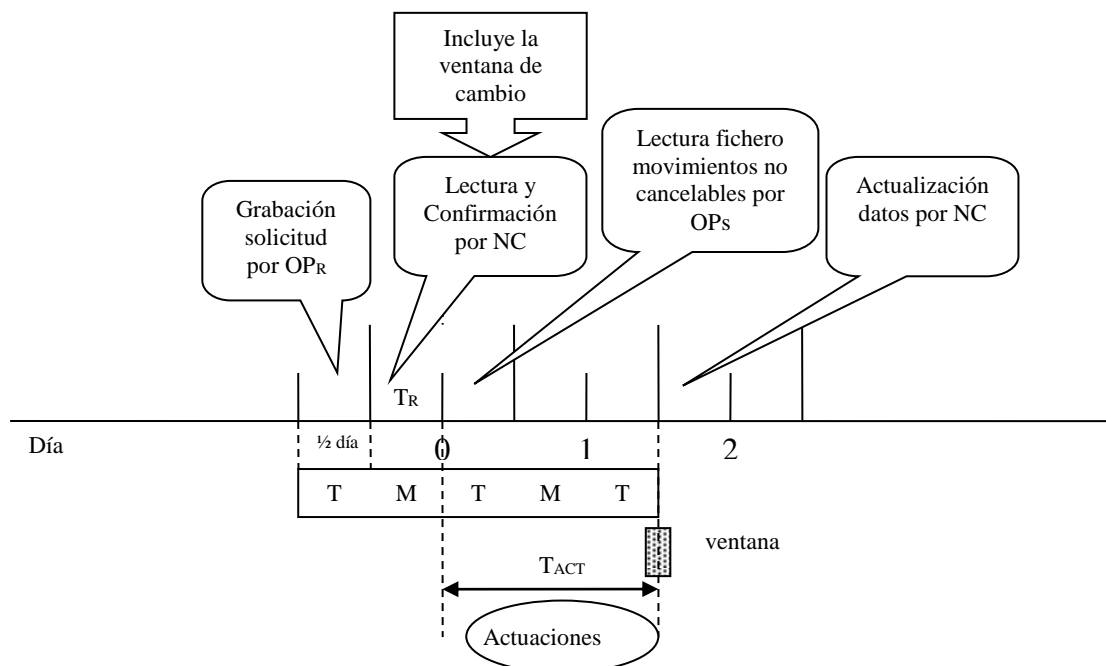 Incluye la
ventana de
cambio
Lectura fichero
movimientos no
cancelables por
OPs
Lectura y
Confirmación
por NC
Actualización
datos por NC
Grabación
solicitud
por OPR
TR
Día
½ día
0
1
2
T M T M T
ventana
TACT
Actuaciones